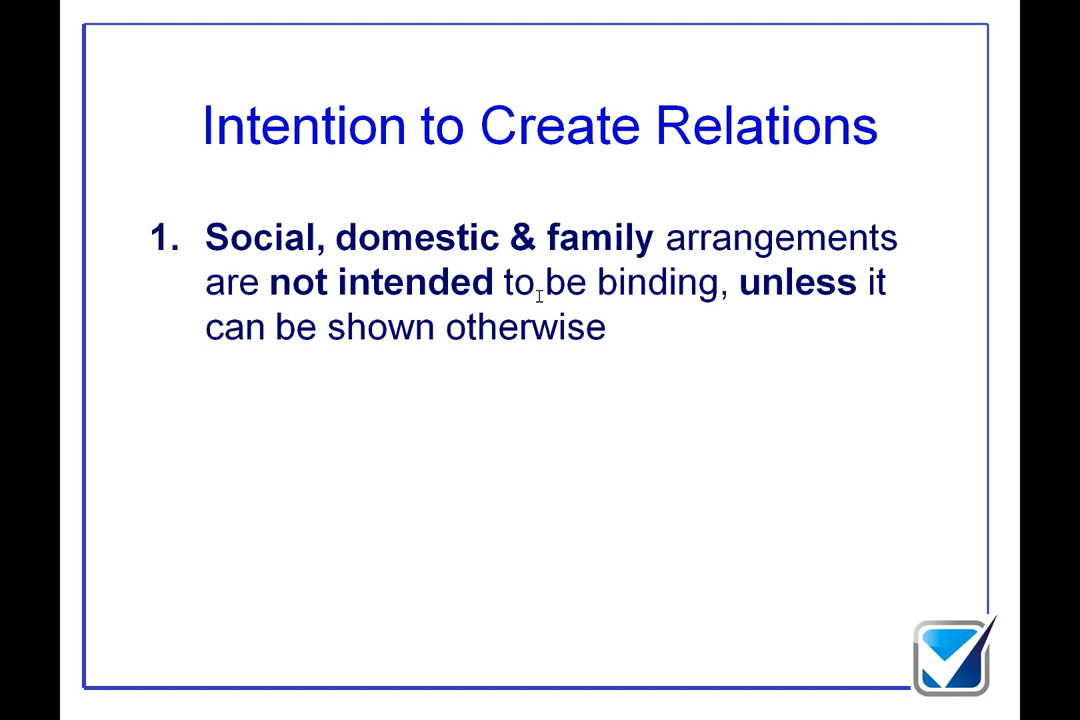 Intention to Create Relations
1. Social, domestic & family arrangements
are not intended to be binding, unless it
can be shown otherwise